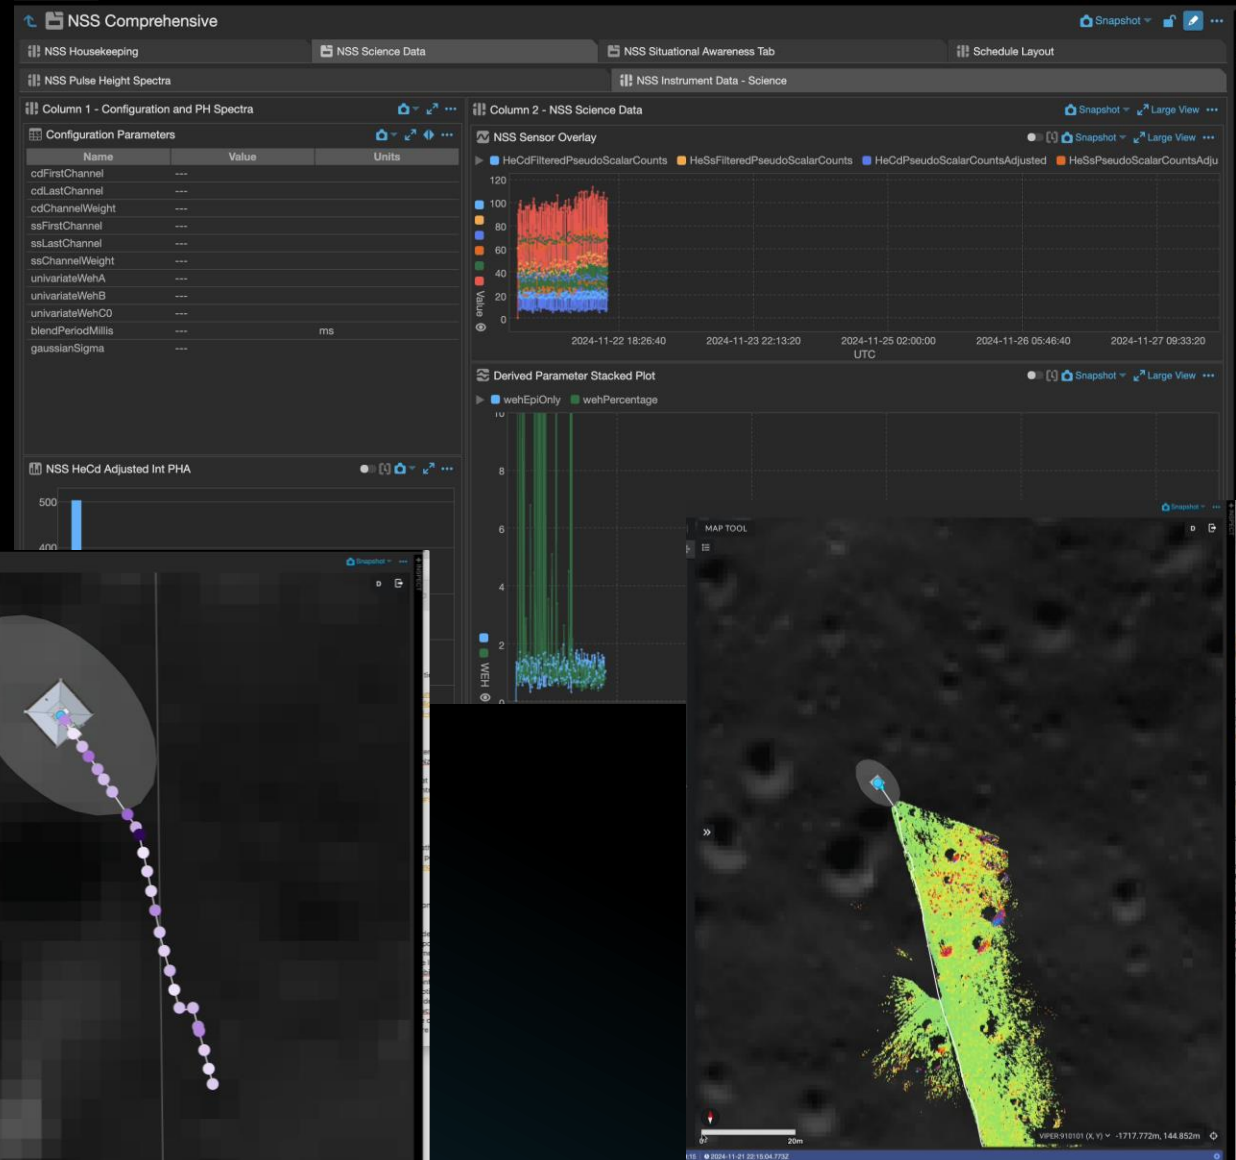 NSS Comprehensive
Snapshot
NSS Housekeeping
NSS Science Data
NSS Situational Awareness Tab
Schedule Layout
NSS Pulse Height Spectra
NSS Instrument Data - Science
Column 1 - Configuration and PH Spectra
Configuration Parameters
Name Value Units
cdFirstChannel ---
cdLastChannel ---
cdChannelWeight ---
ssFirstChannel ---
ssLastChannel ---
ssChannelWeight ---
univariateWehA ---
univariateWehB ---
univariateWehC0 ---
blendPeriodMillis --- ms
gaussianSigma ---
NSS HeCd Adjusted Int PHA
500
400
Column 2 - NSS Science Data
Snapshot Large View
NSS Sensor Overlay
Snapshot Large View
HeCdFilteredPseudoScalarCounts HeSsFilteredPseudoScalarCounts HeCdPseudoScalarCountsAdjusted HeSsPseudoScalarCountsAdju
120
100
80
60
40
20
0
Value
2024-11-22 18:26:40 2024-11-23 22:13:20 2024-11-25 02:00:00 2024-11-26 05:46:40 2024-11-27 09:33:20
UTC
Derived Parameter Stacked Plot
Snapshot Large View
wehEpiOnly wehPercentage
10
8
6
4
2
0
WEH
Snapshot
D
Snapshot
MAP TOOL
D
20m
VIPER:910101 (X, Y) -1717.772m, 144.852m
2024-11-21 22:15:04.773Z